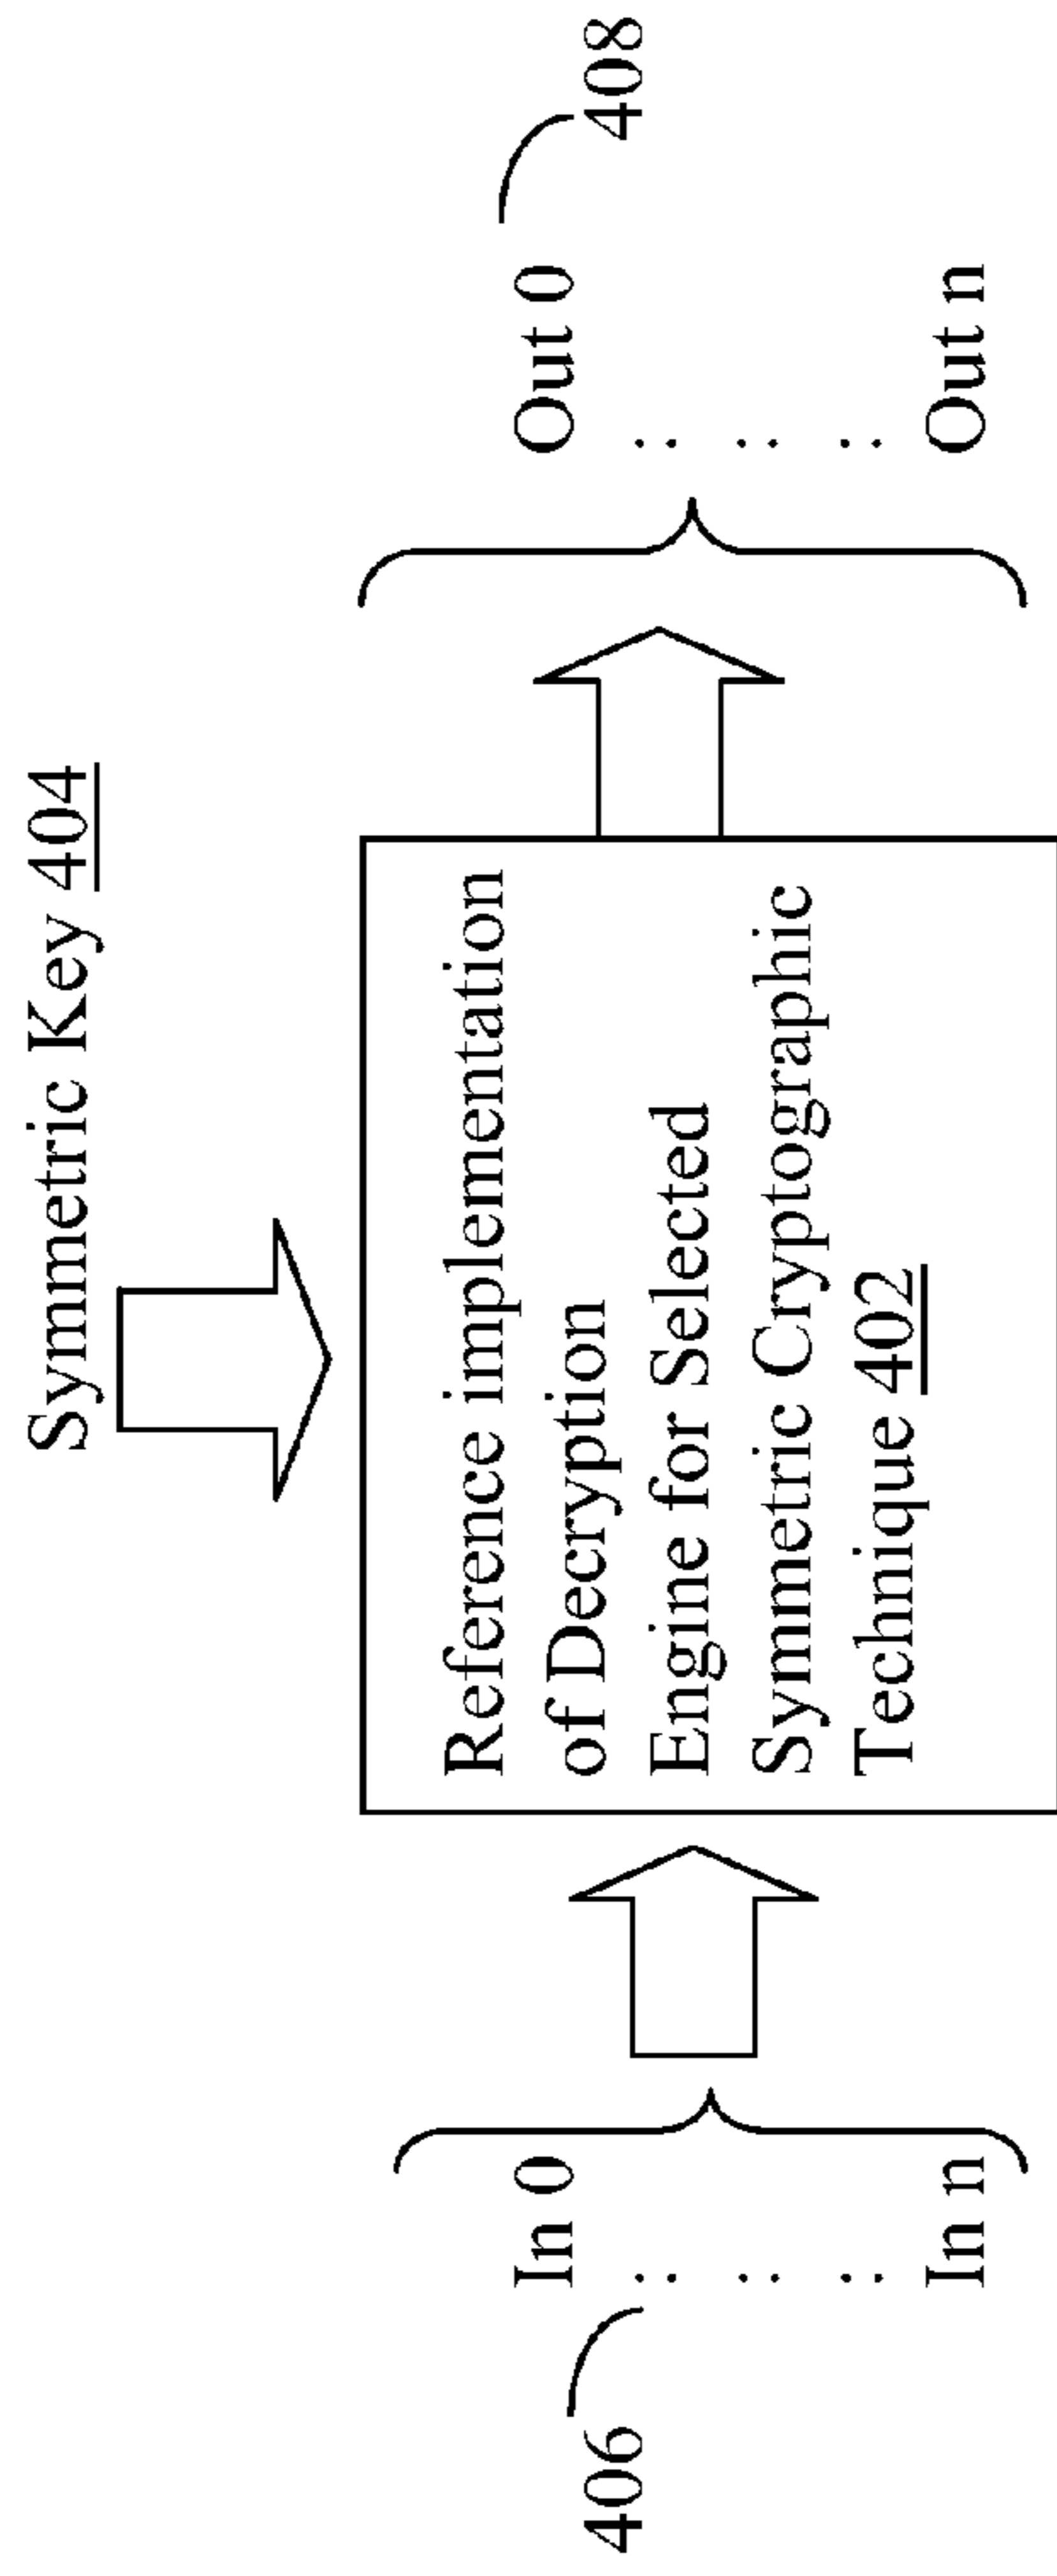 Symmetric Key 404
406
In 0
:
:
:
In n
Reference implementation
of Decryption
Engine for Selected
Symmetric Cryptographic
Technique 402
408
Out 0
:
:
:
Out n